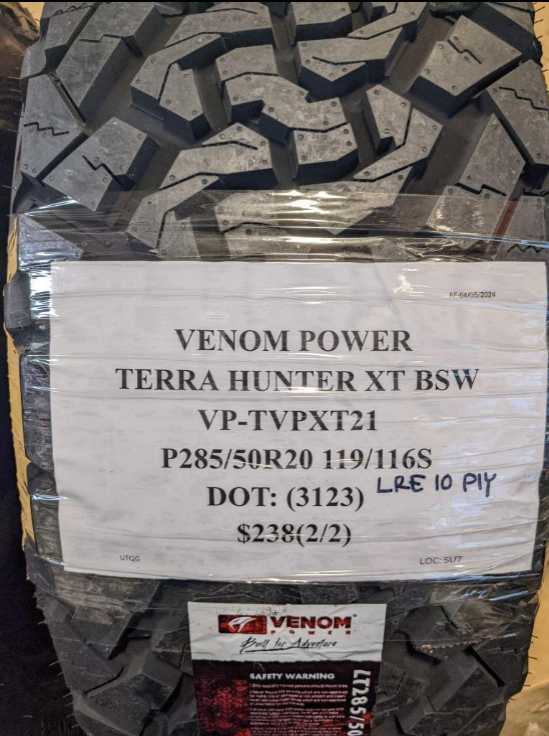 04/05/2024
VENOM POWER
TERRA HUNTER XT BSW
VP-TVPXT21
P285/50R20 119/116S
LRE 10 PlY
DOT: (3123)
$238(2/2)
UTQG
LOC: SU7
VENOM
POWER
Built for Adventure
SAFETY WARNING
LT285/50